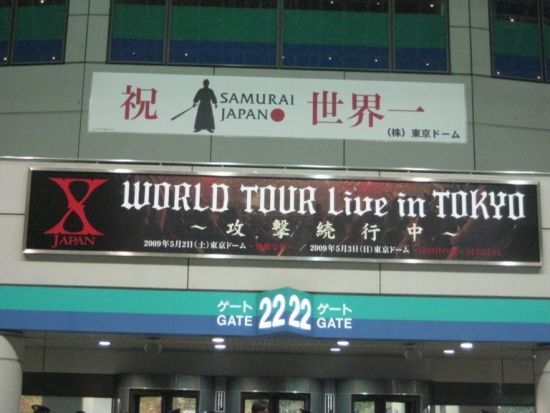 祝 SAMURAI JAPAN 世界一
(株)東京ドーム
X JAPAN
WORLD TOUR Live in TOKYO
~攻撃続行中~
2009年5月2日(土)東京ドーム / 2009年5月3日(日)東京ドーム SPECIAL
ゲート 22 22 ゲート
GATE GATE